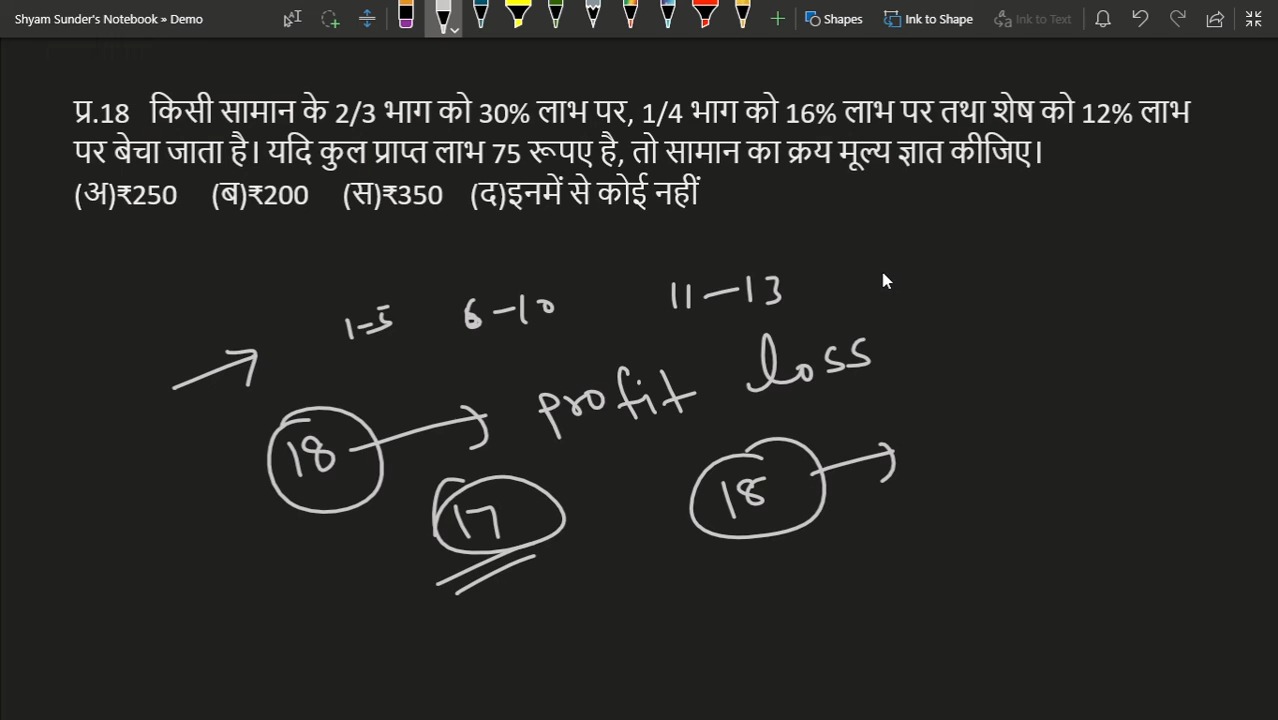 Shyam Sunder's Notebook » Demo
Shapes Ink to Shape Ink to Text
प्र.18 किसी सामान के 2/3 भाग को 30% लाभ पर, 1/4 भाग को 16% लाभ पर तथा शेष को 12% लाभ
पर बेचा जाता है। यदि कुल प्राप्त लाभ 75 रूपए है, तो सामान का क्रय मूल्य ज्ञात कीजिए।
(अ)₹250 (ब)₹200 (स)₹350 (द)इनमें से कोई नहीं
1-5 6-10 11-13
18 profit loss
17 18